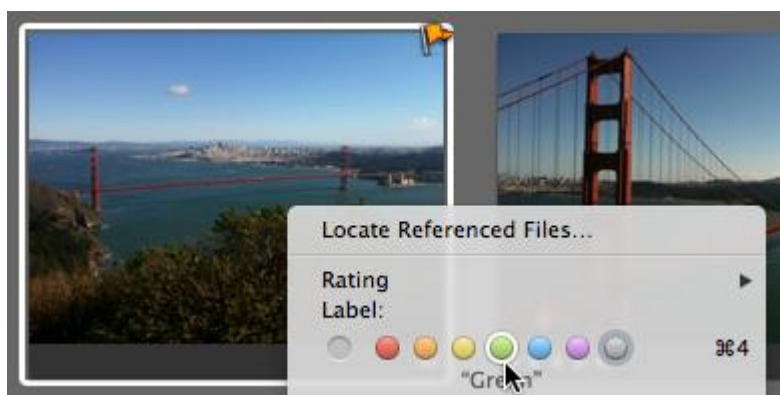 Locate Referenced Files...
Rating
Label:
⌘4
"Green"